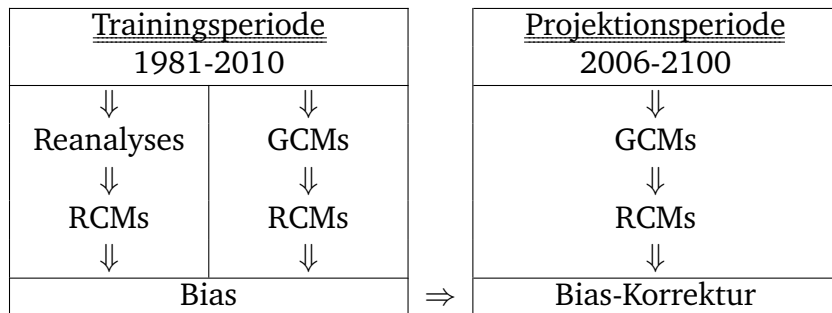 Trainingsperiode
1981-2010
⇓ ⇓
Reanalyses GCMs
⇓ ⇓
RCMs RCMs
⇓ ⇓
Bias
⇒
Projektionsperiode
2006-2100
⇓
GCMs
⇓
RCMs
⇓
Bias-Korrektur